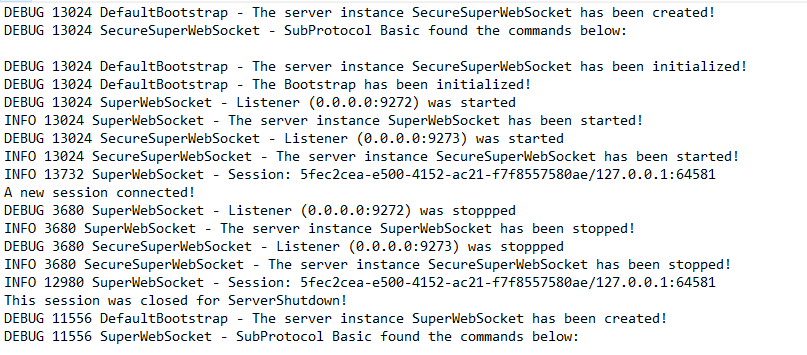 DEBUG 13024 DefaultBootstrap - The server instance SecureSuperWebSocket has been created!
DEBUG 13024 SecureSuperWebSocket - SubProtocol Basic found the commands below:
DEBUG 13024 DefaultBootstrap - The server instance SecureSuperWebSocket has been initialized!
DEBUG 13024 DefaultBootstrap - The Bootstrap has been initialized!
DEBUG 13024 SuperWebSocket - Listener (0.0.0.0:9272) was started
INFO 13024 SuperWebSocket - The server instance SuperWebSocket has been started!
DEBUG 13024 SecureSuperWebSocket - Listener (0.0.0.0:9273) was started
INFO 13024 SecureSuperWebSocket - The server instance SecureSuperWebSocket has been started!
INFO 13732 SuperWebSocket - Session: 5fec2cea-e500-4152-ac21-f7f8557580ae/127.0.0.1:64581
A new session connected!
DEBUG 3680 SuperWebSocket - Listener (0.0.0.0:9272) was stoppped
INFO 3680 SuperWebSocket - The server instance SuperWebSocket has been stopped!
DEBUG 3680 SecureSuperWebSocket - Listener (0.0.0.0:9273) was stoppped
INFO 3680 SecureSuperWebSocket - The server instance SecureSuperWebSocket has been stopped!
INFO 12980 SuperWebSocket - Session: 5fec2cea-e500-4152-ac21-f7f8557580ae/127.0.0.1:64581
This session was closed for ServerShutdown!
DEBUG 11556 DefaultBootstrap - The server instance SuperWebSocket has been created!
DEBUG 11556 SuperWebSocket - SubProtocol Basic found the commands below: